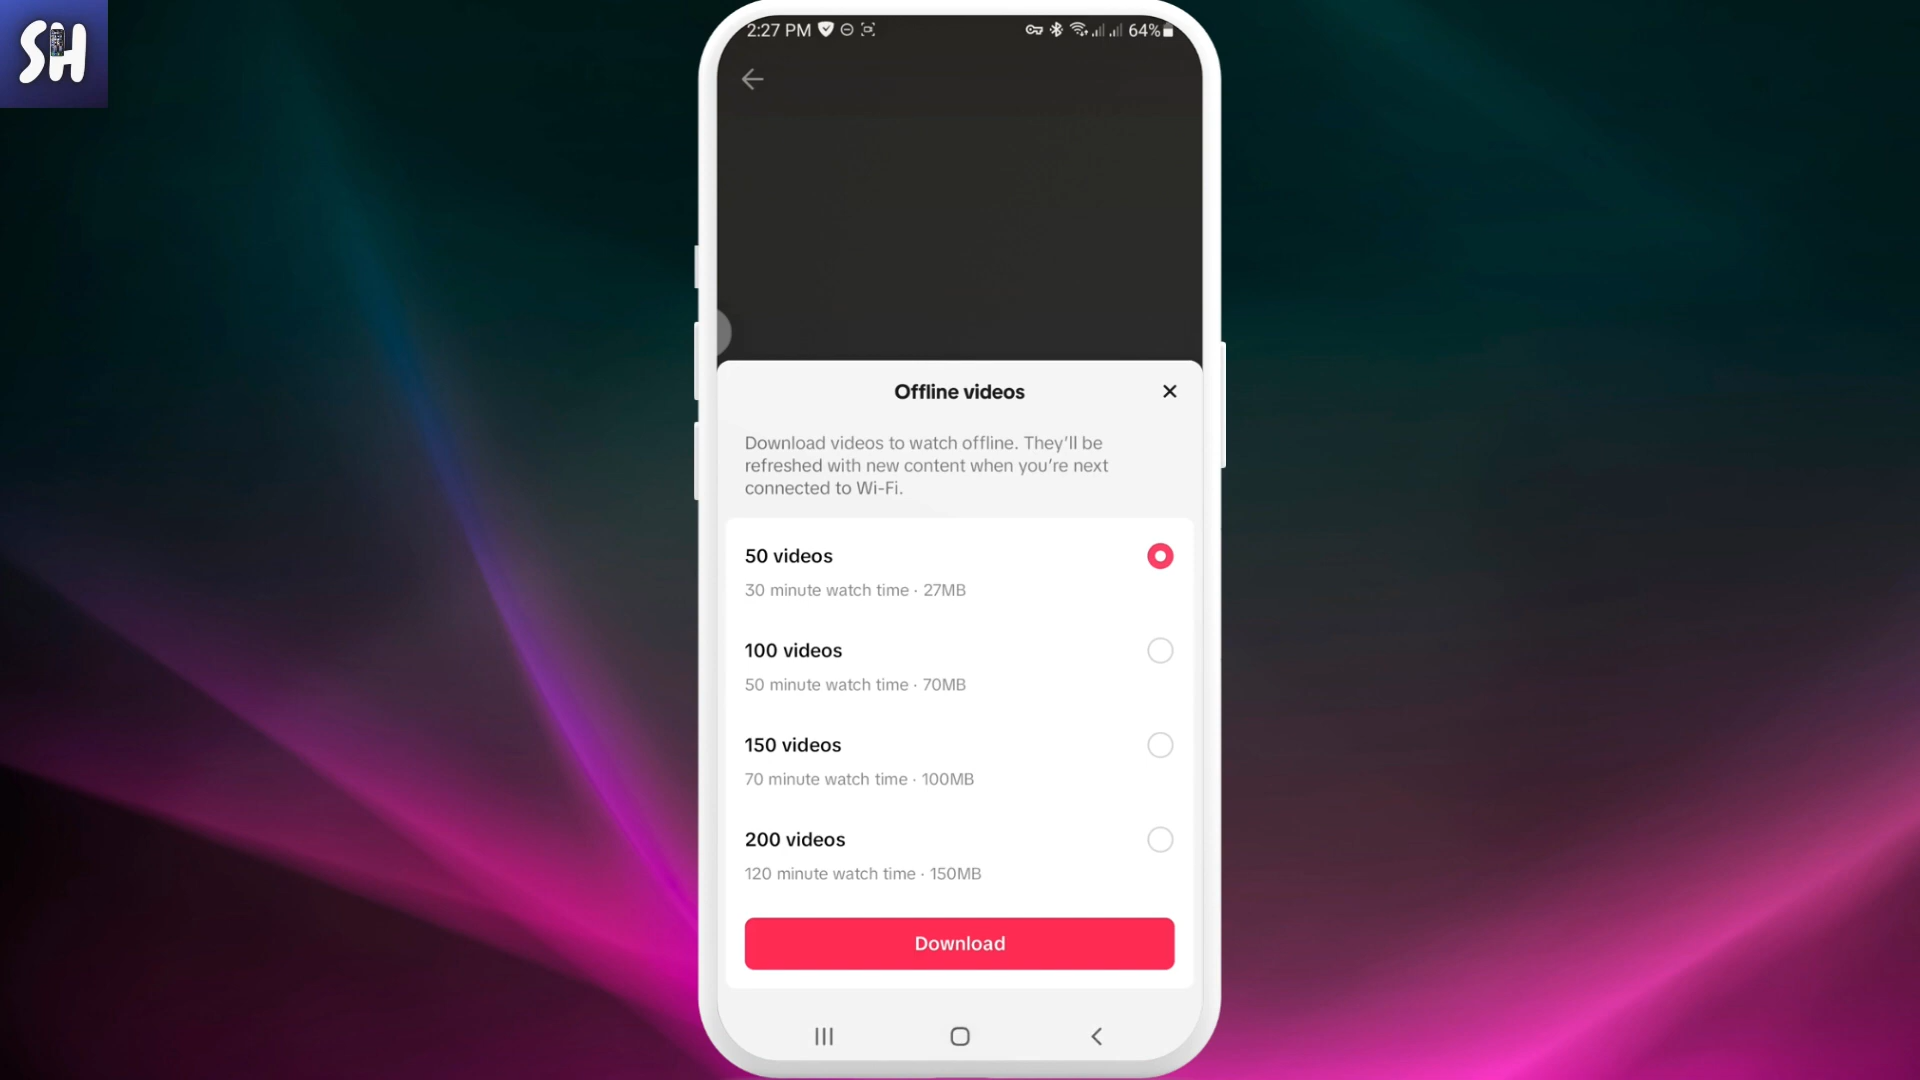 SH
2:27 PM 64%
Offline videos
Download videos to watch offline. They’ll be
refreshed with new content when you’re next
connected to Wi-Fi.
50 videos
30 minute watch time · 27MB
100 videos
50 minute watch time · 70MB
150 videos
70 minute watch time · 100MB
200 videos
120 minute watch time · 150MB
Download